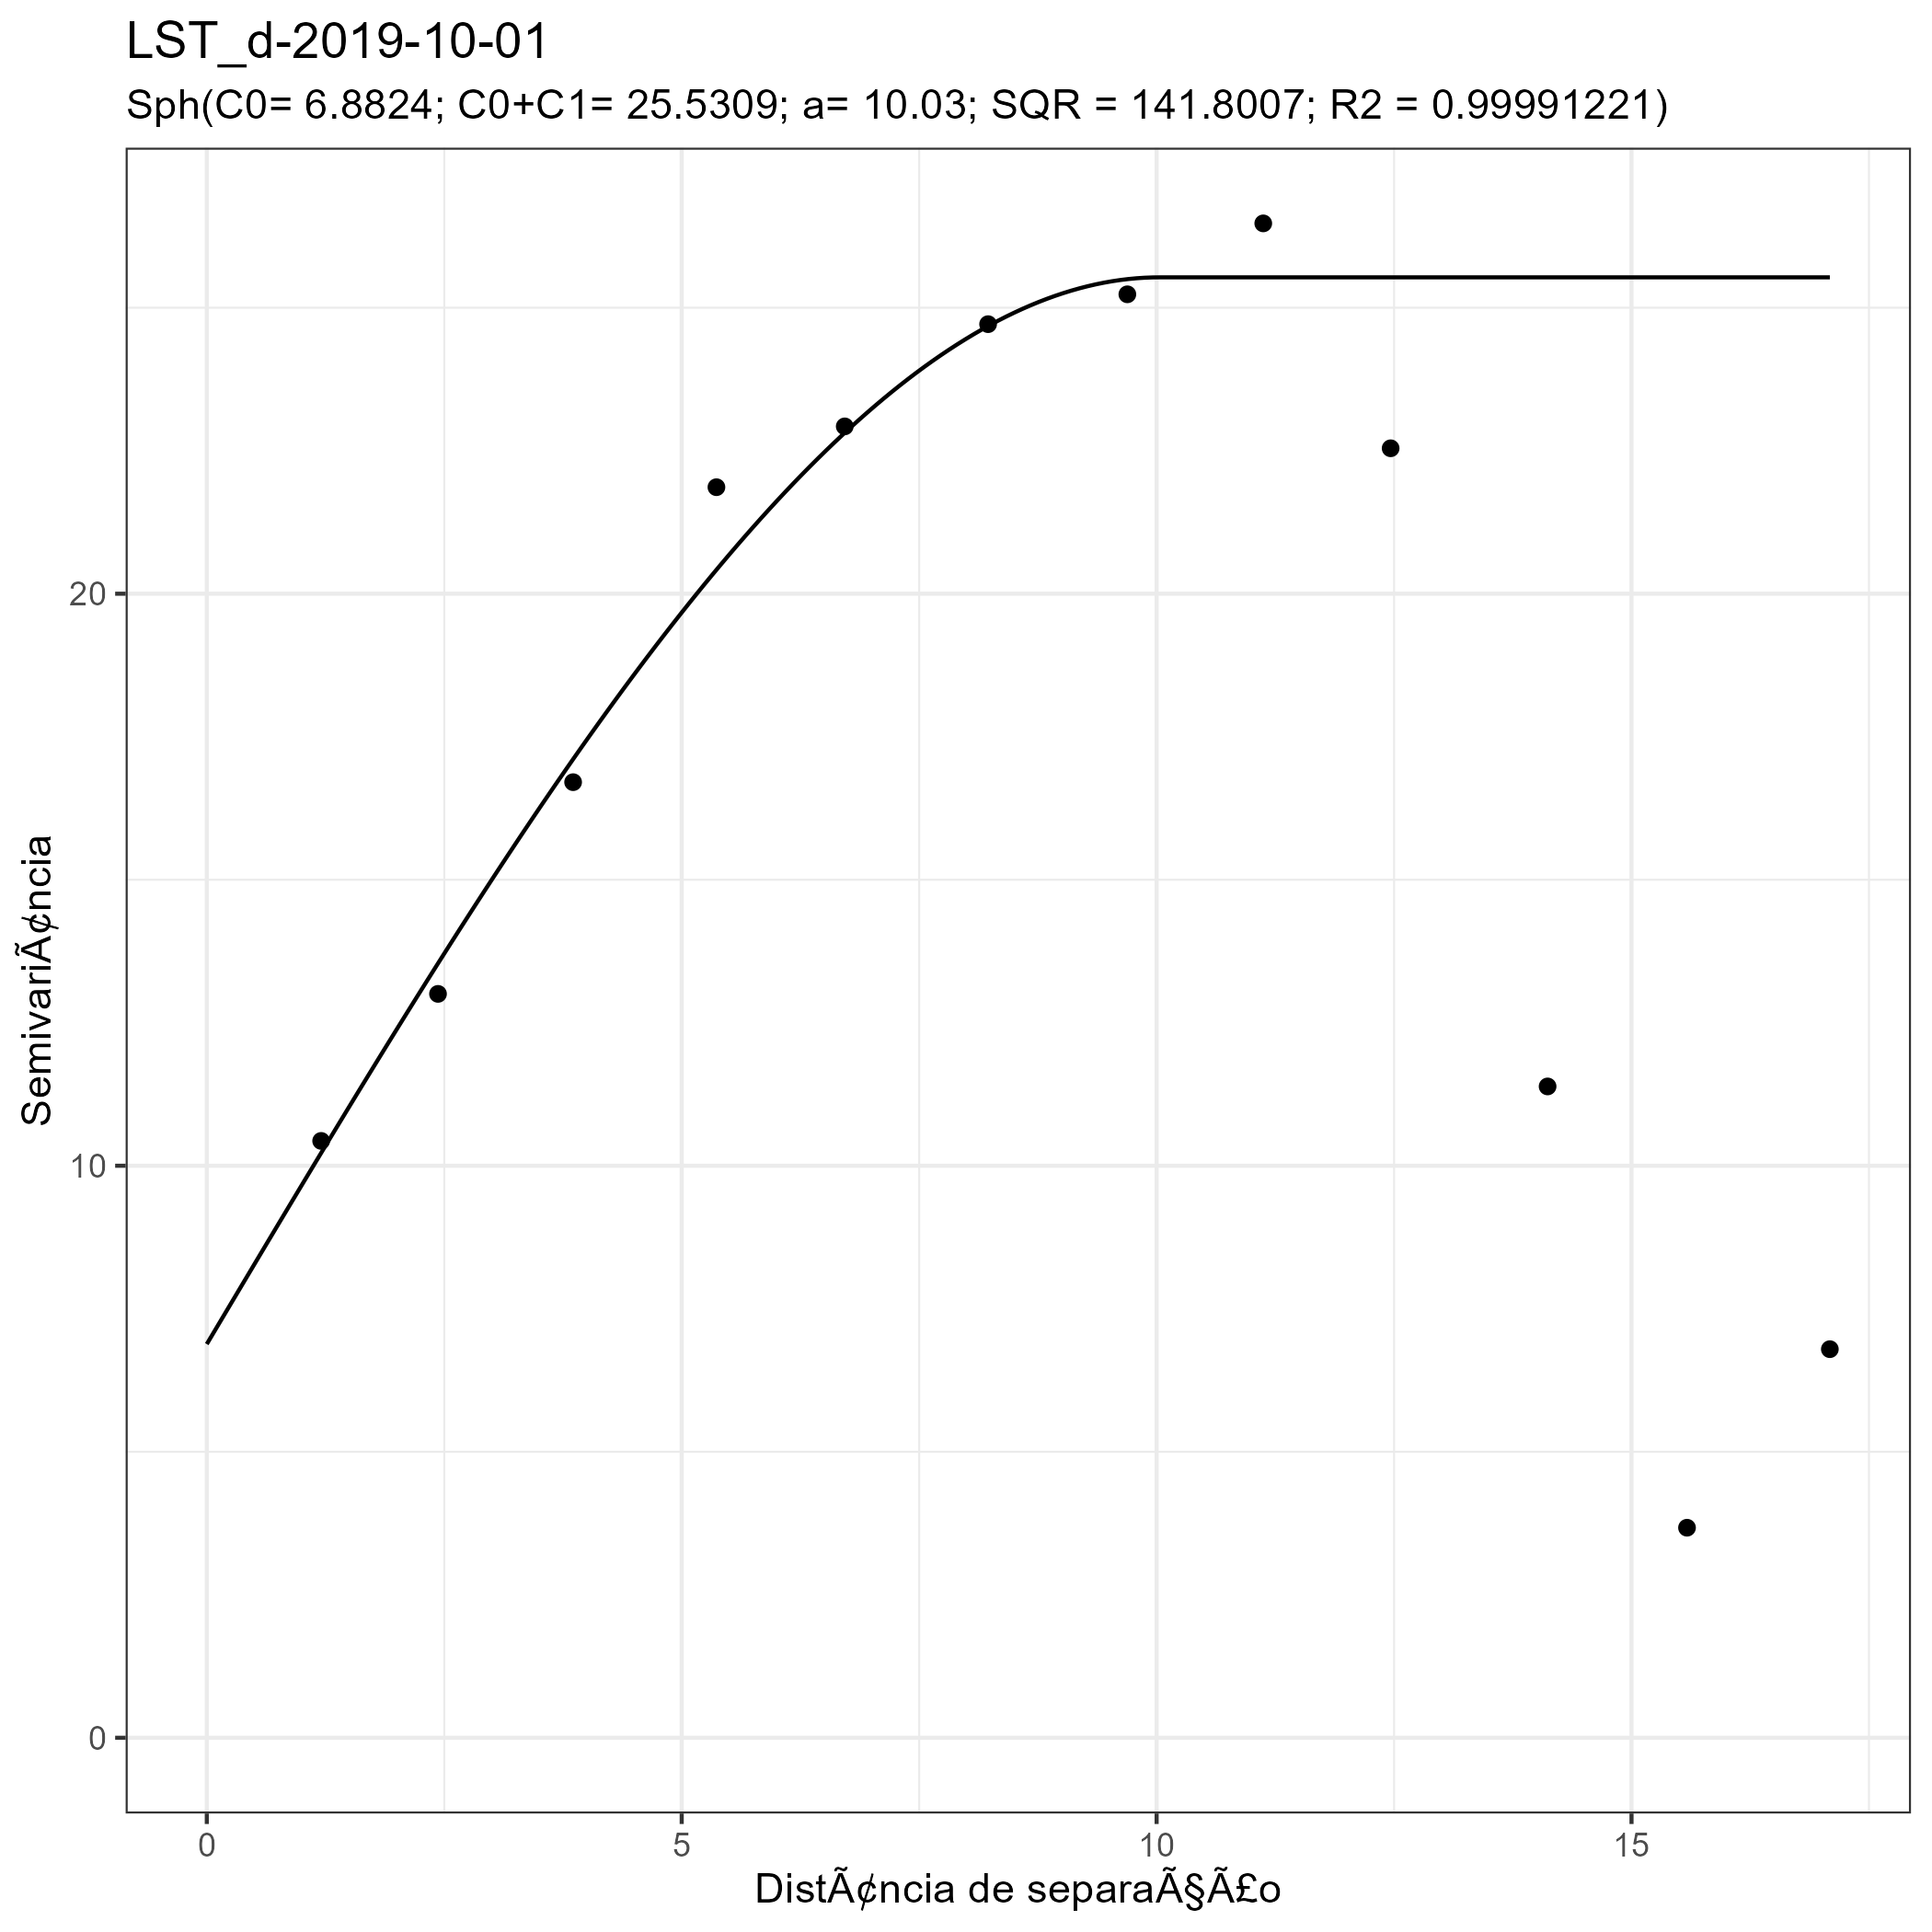 LST_d-2019-10-01
Sph(C0= 6.8824; C0+C1= 25.5309; a= 10.03; SQR = 141.8007; R2 = 0.99991221)
SemivariÃ¢ncia
20
10
0
0
5
10
15
DistÃ¢ncia de separaÃ§Ã£o